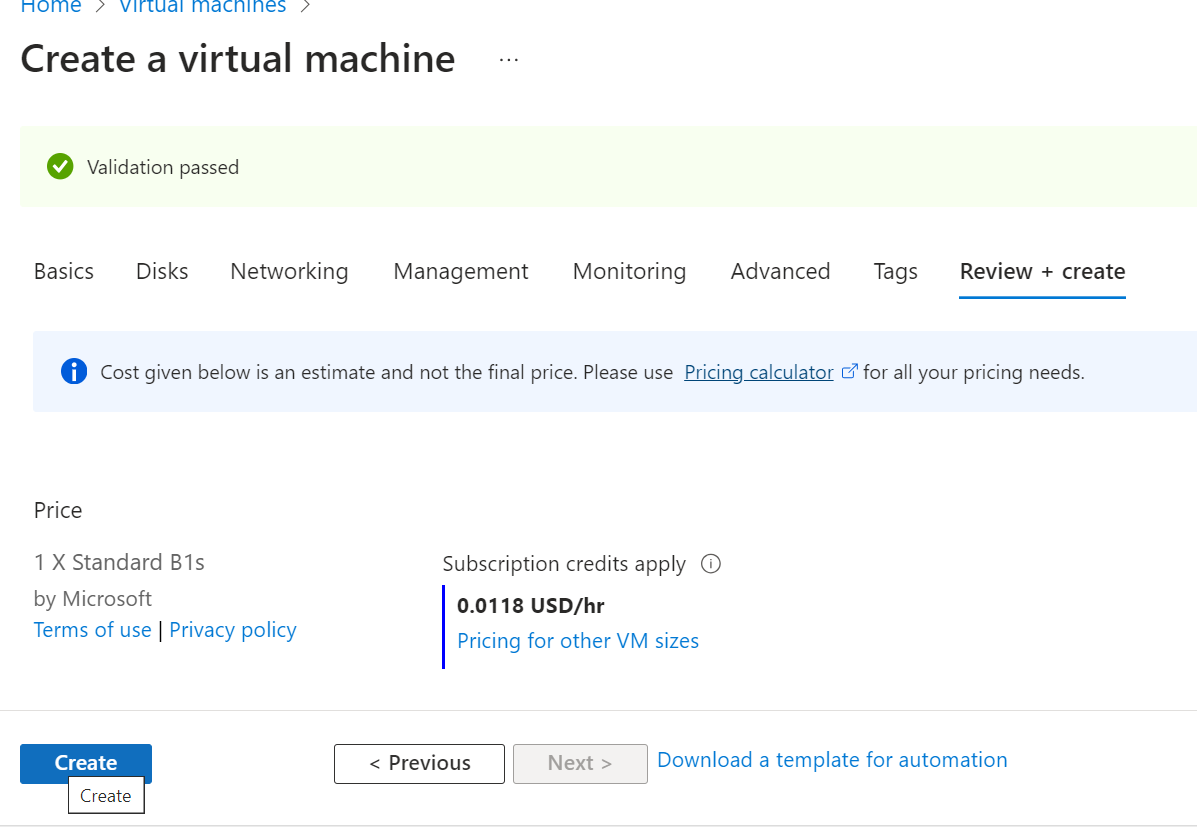 Home > Virtual machines >
Create a virtual machine ...
Validation passed
Basics Disks Networking Management Monitoring Advanced Tags Review + create
Cost given below is an estimate and not the final price. Please use Pricing calculator for all your pricing needs.
Price
1 X Standard B1s
by Microsoft
Terms of use | Privacy policy
Subscription credits apply
0.0118 USD/hr
Pricing for other VM sizes
Create
< Previous
Next >
Download a template for automation
Create